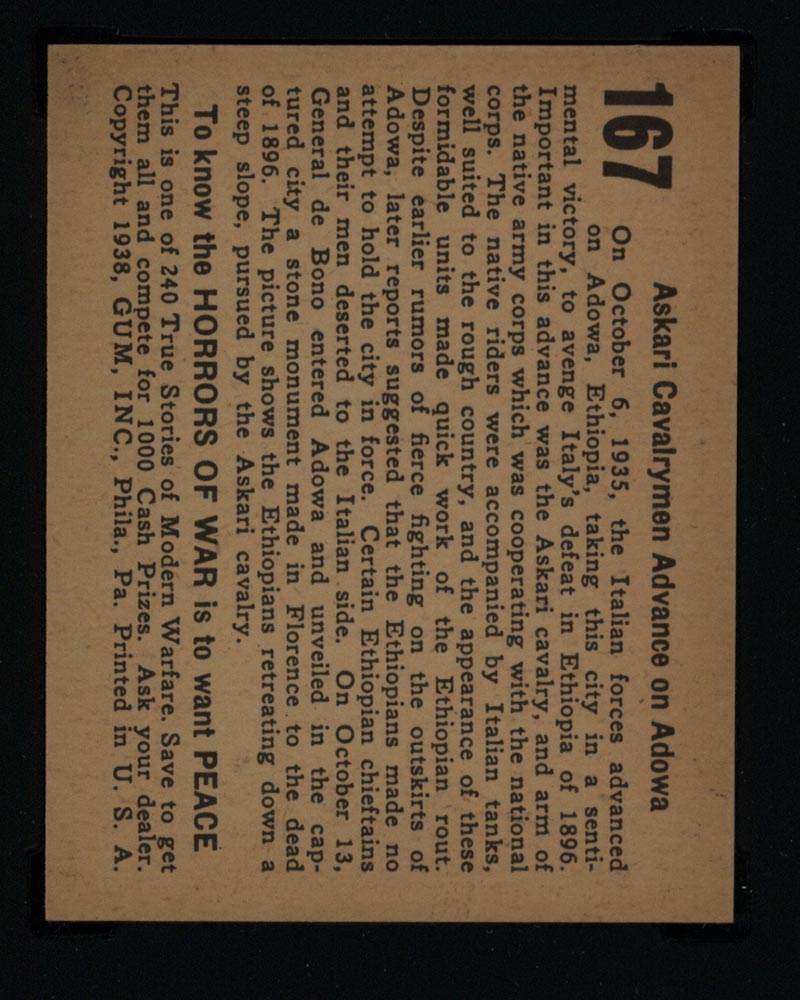 167
Askari Cavalrymen Advance on Adowa
On October 6, 1935, the Italian forces advanced
on Adowa, Ethiopia, taking this city in a senti-
mental victory, to avenge Italy's defeat in Ethiopia of 1896.
Important in this advance was the Askari cavalry, and arm of
the native army corps which was cooperating with the national
corps. The native riders were accompanied by Italian tanks,
well suited to the rough country, and the appearance of these
formidable units made quick work of the Ethiopian rout.
Despite earlier rumors of fierce fighting on the outskirts of
Adowa, later reports suggested that the Ethiopians made no
attempt to hold the city in force. Certain Ethiopian chieftains
and their men deserted to the Italian side. On October 13,
General de Bono entered Adowa and unveiled in the cap-
tured city a stone monument made in Florence to the dead
of 1896. The picture shows the Ethiopians retreating down a
steep slope, pursued by the Askari cavalry.
To know the HORRORS OF WAR is to want PEACE
This is one of 240 True Stories of Modern Warfare. Save to get
them all and compete for 1000 Cash Prizes. Ask your dealer.
Copyright 1938, GUM, INC., Phila., Pa. Printed in U. S. A.